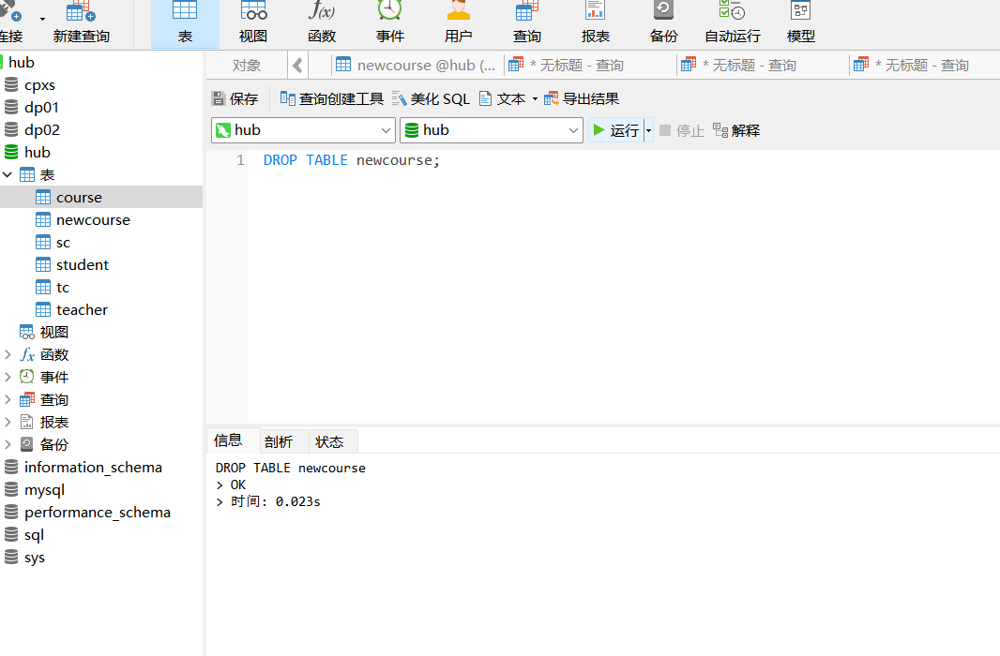 连接 新建查询 表 视图 函数 事件 用户 查询 报表 备份 自动运行 模型
hub
cpxs
dp01
dp02
hub
表
course
newcourse
sc
student
tc
teacher
视图
函数
事件
查询
报表
备份
information_schema
mysql
performance_schema
sql
sys
对象 newcourse @hub (... * 无标题 - 查询 * 无标题 - 查询 * 无标题 - 查询
保存 查询创建工具 美化 SQL 文本 导出结果
hub hub 运行 停止 解释
1 DROP TABLE newcourse;
信息 剖析 状态
DROP TABLE newcourse
> OK
> 时间: 0.023s